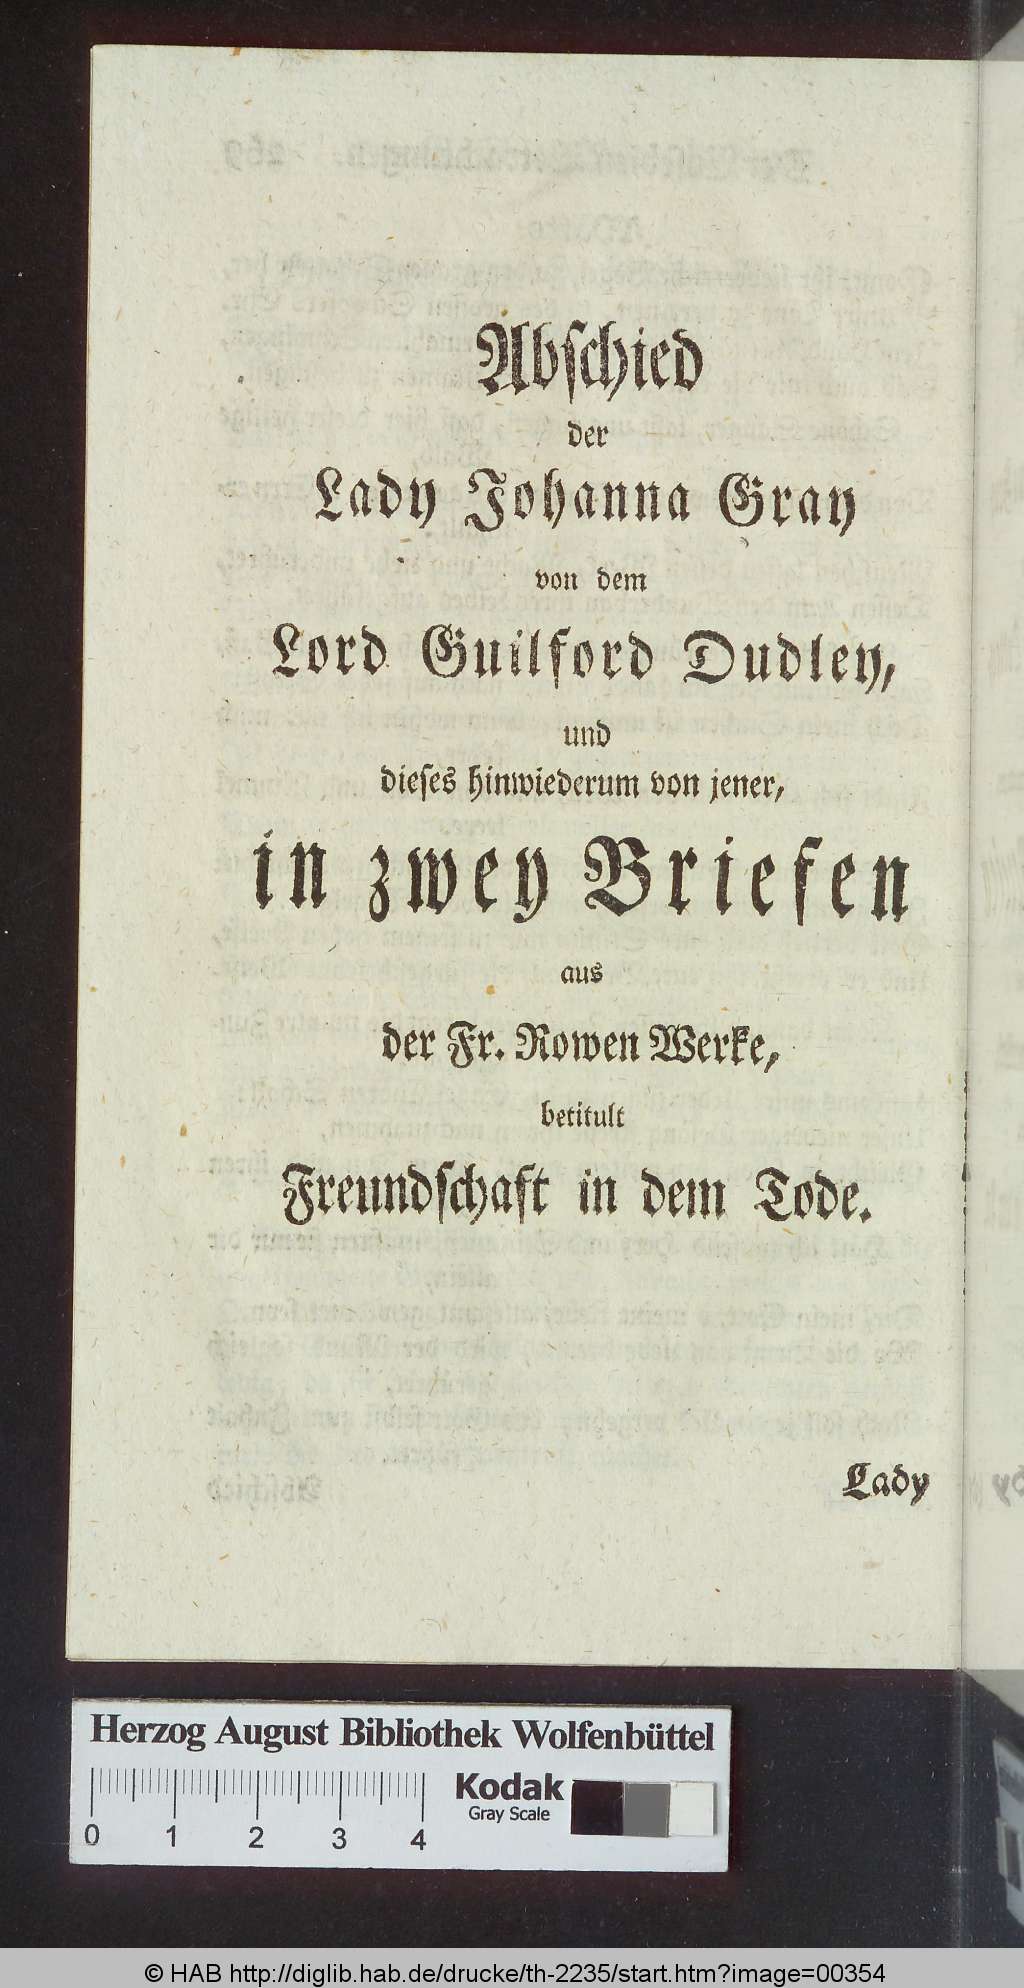 Abschied
der
Lady Johanna Gray
von dem
Lord Guilford Dudley,
und
dieses hinwiederum von jener,
in zwey Briefen
aus
der Fr. Rowen Werke,
betitult
Freundschaft in dem Tode.
Lady
Herzog August Bibliothek Wolfenbüttel
Kodak
Gray Scale
0 1 2 3 4
© HAB http://diglib.hab.de/drucke/th-2235/start.htm?image=00354